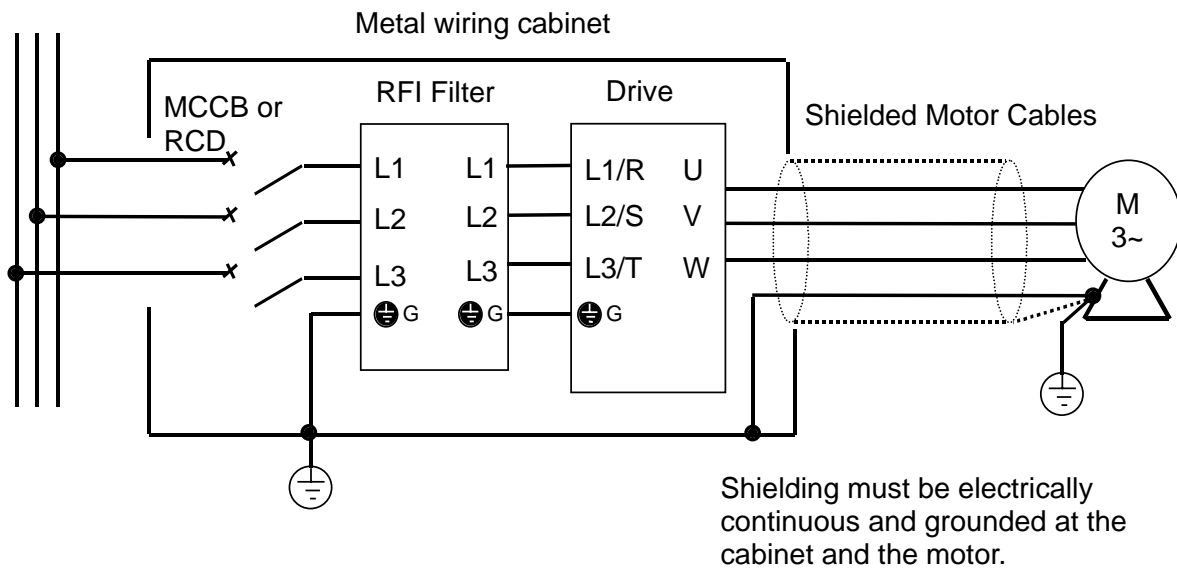 Metal wiring cabinet
MCCB or
RCD
RFI Filter
Drive
Shielded Motor Cables
L1 L1 L1/R U
L2 L2 L2/S V
L3 L3 L3/T W
G G G
M
3~
Shielding must be electrically
continuous and grounded at the
cabinet and the motor.